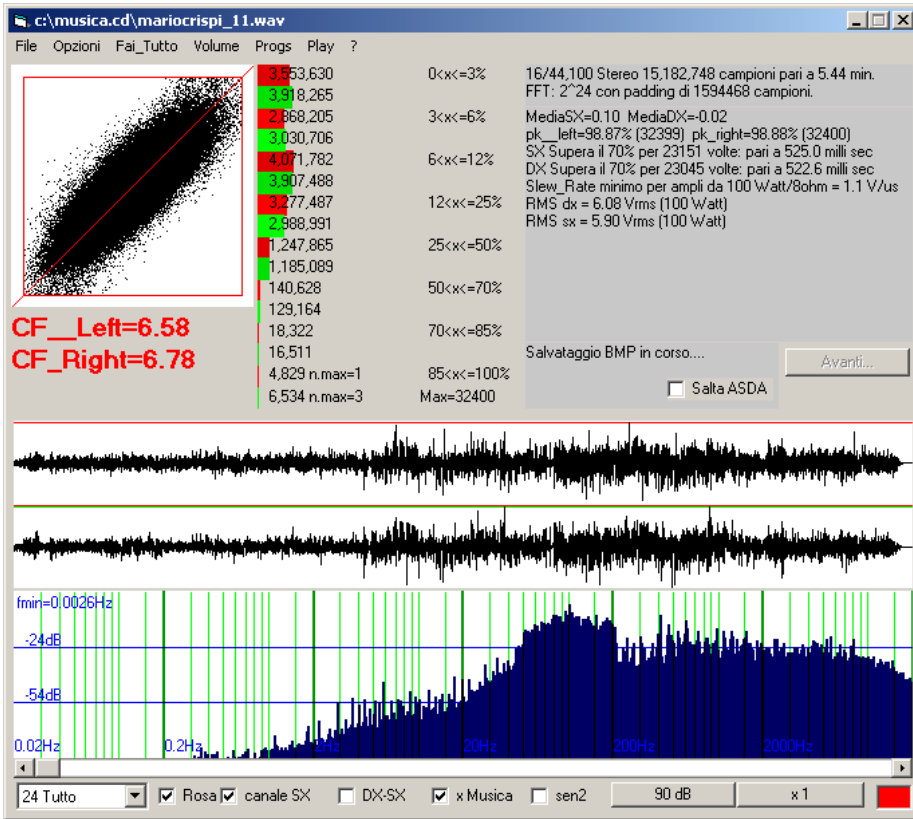 c:\musica.cd\mariocrispi_11.wav
File Opzioni Fai_Tutto Volume Progs Play ?
3,553,630 0<x<=3%
3,918,265
2,868,205 3<x<=6%
3,030,706
4,071,782 6<x<=12%
3,907,488
3,277,487 12<x<=25%
2,988,991
1,247,865 25<x<=50%
1,185,089
140,628 50<x<=70%
129,164
18,322 70<x<=85%
16,511
4,829 n.max=1 85<x<=100%
6,534 n.max=3 Max=32400
CF__Left=6.58
CF_Right=6.78
16/44,100 Stereo 15,182,748 campioni pari a 5.44 min.
FFT: 2^24 con padding di 1594468 campioni.
MediaSX=0.10 MediaDX=-0.02
pk__left=98.87% (32399) pk_right=98.88% (32400)
SX Supera il 70% per 23151 volte: pari a 525.0 milli sec
DX Supera il 70% per 23045 volte: pari a 522.6 milli sec
Slew_Rate minimo per ampli da 100 Watt/8ohm = 1.1 V/us
RMS dx = 6.08 Vrms (100 Watt)
RMS sx = 5.90 Vrms (100 Watt)
Salvataggio BMP in corso....
Avanti...
Salta ASDA
fmin=0.0026Hz
-24dB
-54dB
0.02Hz 0.2Hz 2Hz 20Hz 200Hz 2000Hz
24 Tutto Rosa canale SX DX-SX x Musica sen2 90 dB x 1